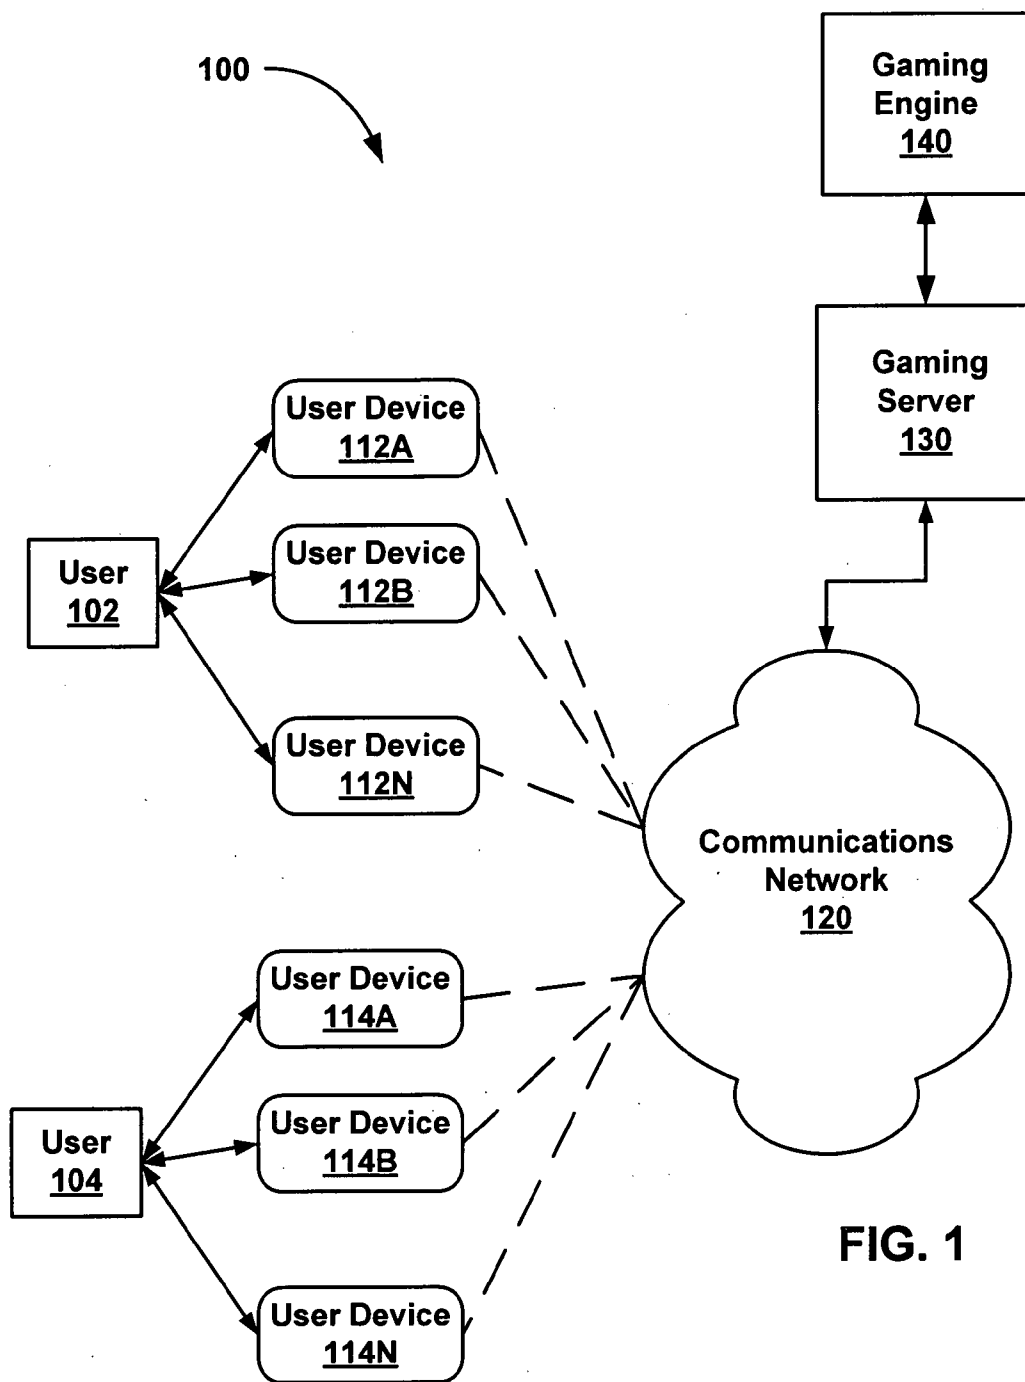 100
Gaming
Engine
140
Gaming
Server
130
User Device
112A
User Device
112B
User
102
User Device
112N
Communications
Network
120
User Device
114A
User Device
114B
User
104
User Device
114N
FIG. 1